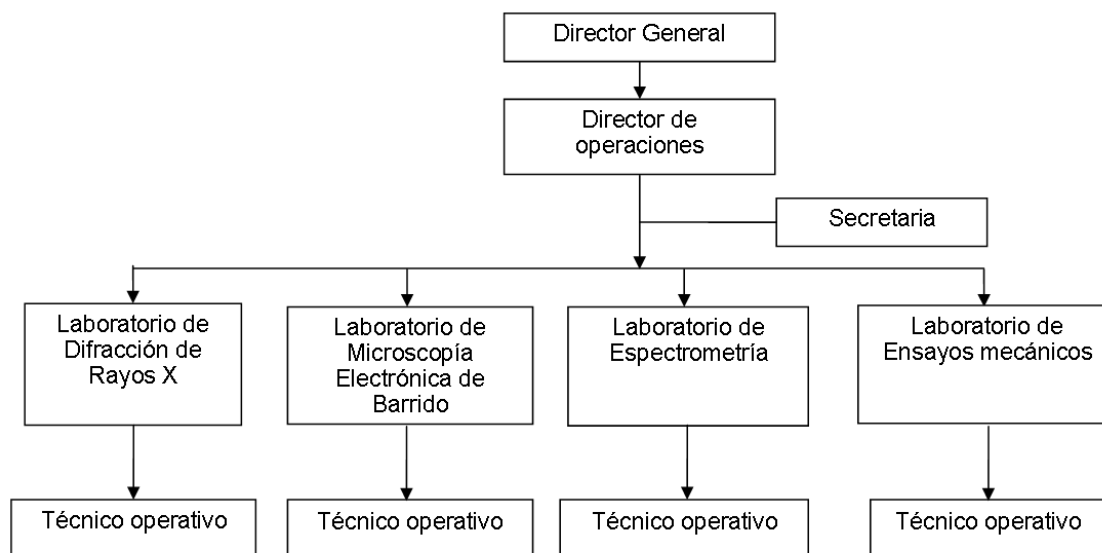 Director General
Director de
operaciones
Secretaria
Laboratorio de
Difracción de
Rayos X
Laboratorio de
Microscopía
Electrónica de
Barrido
Laboratorio de
Espectrometría
Laboratorio de
Ensayos mecánicos
Técnico operativo
Técnico operativo
Técnico operativo
Técnico operativo